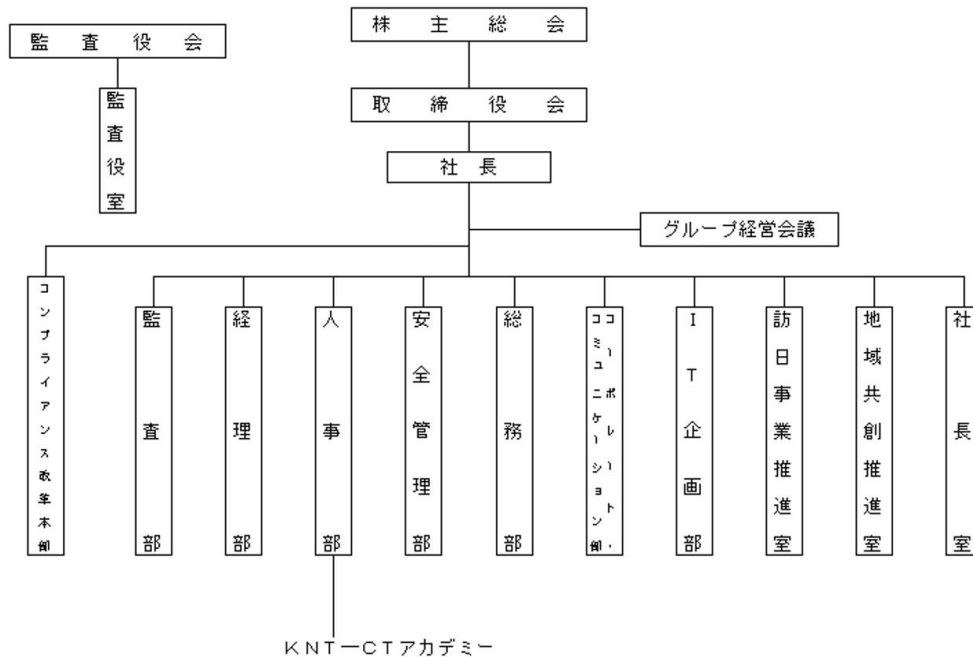 監査役会
株主総会
監査役室
取締役会
社長
グループ経営会議
コンプライアンス改革本部
監査部
経理部
人事部
安全管理部
総務部
コーポレート・
コミュニケーション部
ＩＴ企画部
訪日事業推進室
地域共創推進室
社長室
ＫＮＴ－ＣＴアカデミー